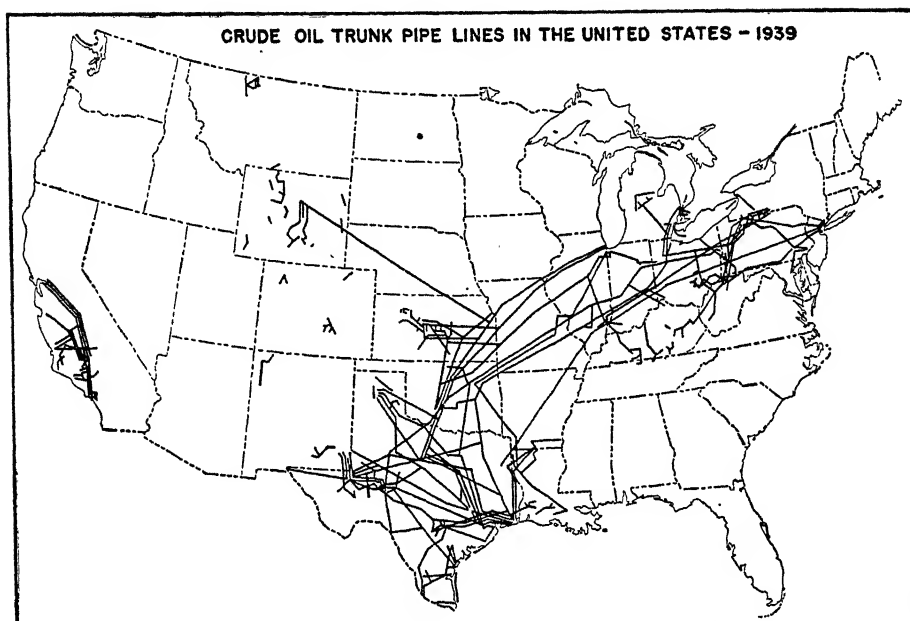 CRUDE OIL TRUNK PIPE LINES IN THE UNITED STATES - 1939